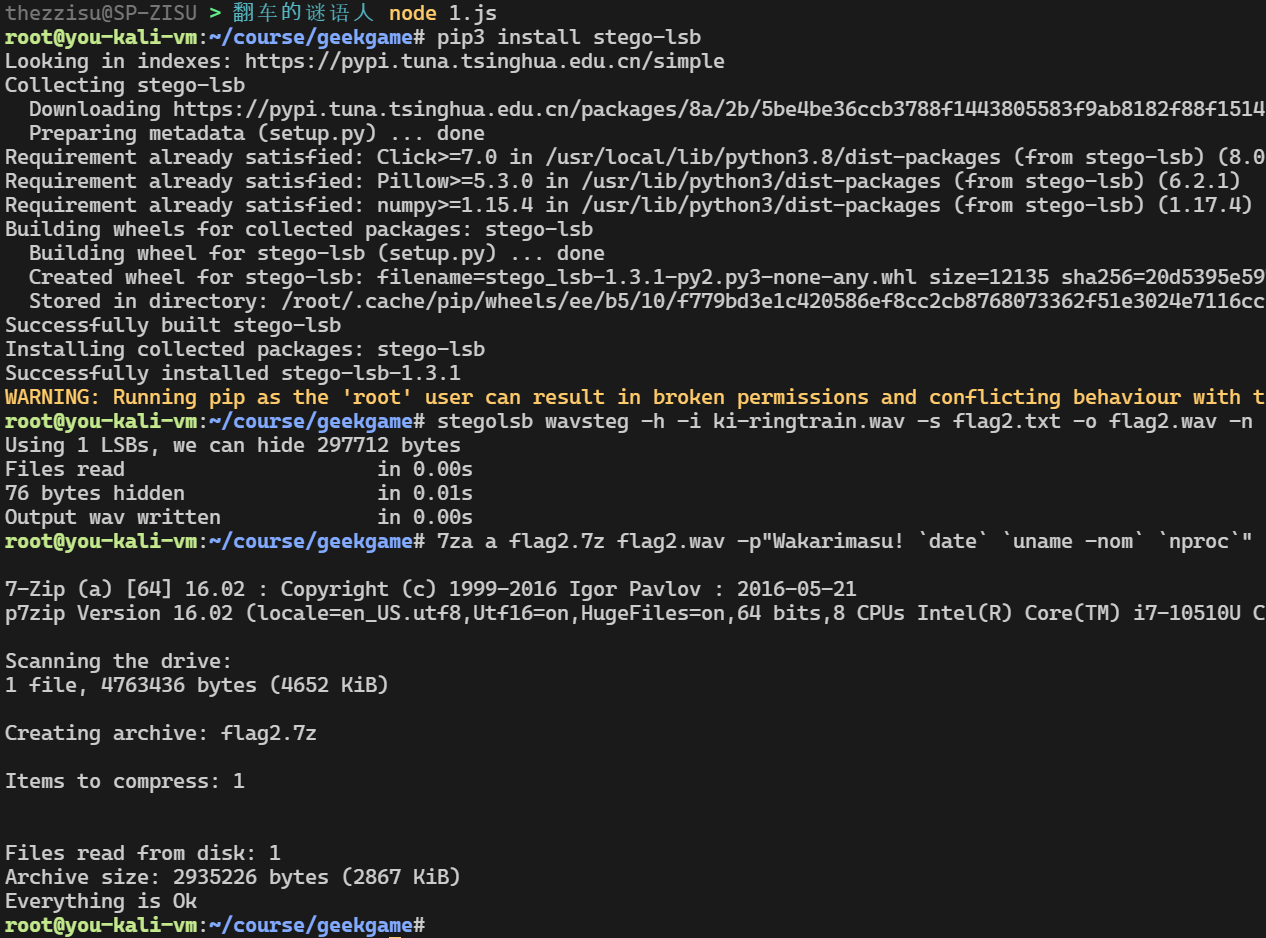 thezzisu@SP-ZISU > 翻车的谜语人 node 1.js
root@you-kali-vm:~/course/geekgame# pip3 install stego-lsb
Looking in indexes: https://pypi.tuna.tsinghua.edu.cn/simple
Collecting stego-lsb
  Downloading https://pypi.tuna.tsinghua.edu.cn/packages/8a/2b/5be4be36ccb3788f1443805583f9ab8182f88f1514
  Preparing metadata (setup.py) ... done
Requirement already satisfied: Click>=7.0 in /usr/local/lib/python3.8/dist-packages (from stego-lsb) (8.0
Requirement already satisfied: Pillow>=5.3.0 in /usr/lib/python3/dist-packages (from stego-lsb) (6.2.1)
Requirement already satisfied: numpy>=1.15.4 in /usr/lib/python3/dist-packages (from stego-lsb) (1.17.4)
Building wheels for collected packages: stego-lsb
  Building wheel for stego-lsb (setup.py) ... done
  Created wheel for stego-lsb: filename=stego_lsb-1.3.1-py2.py3-none-any.whl size=12135 sha256=20d5395e59
  Stored in directory: /root/.cache/pip/wheels/ee/b5/10/f779bd3e1c420586ef8cc2cb8768073362f51e3024e7116cc
Successfully built stego-lsb
Installing collected packages: stego-lsb
Successfully installed stego-lsb-1.3.1
WARNING: Running pip as the 'root' user can result in broken permissions and conflicting behaviour with t
root@you-kali-vm:~/course/geekgame# stegolsb wavsteg -h -i ki-ringtrain.wav -s flag2.txt -o flag2.wav -n
Using 1 LSBs, we can hide 297712 bytes
Files read                     in 0.00s
76 bytes hidden                in 0.01s
Output wav written             in 0.00s
root@you-kali-vm:~/course/geekgame# 7za a flag2.7z flag2.wav -p"Wakarimasu! `date` `uname -nom` `nproc`"
7-Zip (a) [64] 16.02 : Copyright (c) 1999-2016 Igor Pavlov : 2016-05-21
p7zip Version 16.02 (locale=en_US.utf8,Utf16=on,HugeFiles=on,64 bits,8 CPUs Intel(R) Core(TM) i7-10510U C
Scanning the drive:
1 file, 4763436 bytes (4652 KiB)
Creating archive: flag2.7z
Items to compress: 1
Files read from disk: 1
Archive size: 2935226 bytes (2867 KiB)
Everything is Ok
root@you-kali-vm:~/course/geekgame#